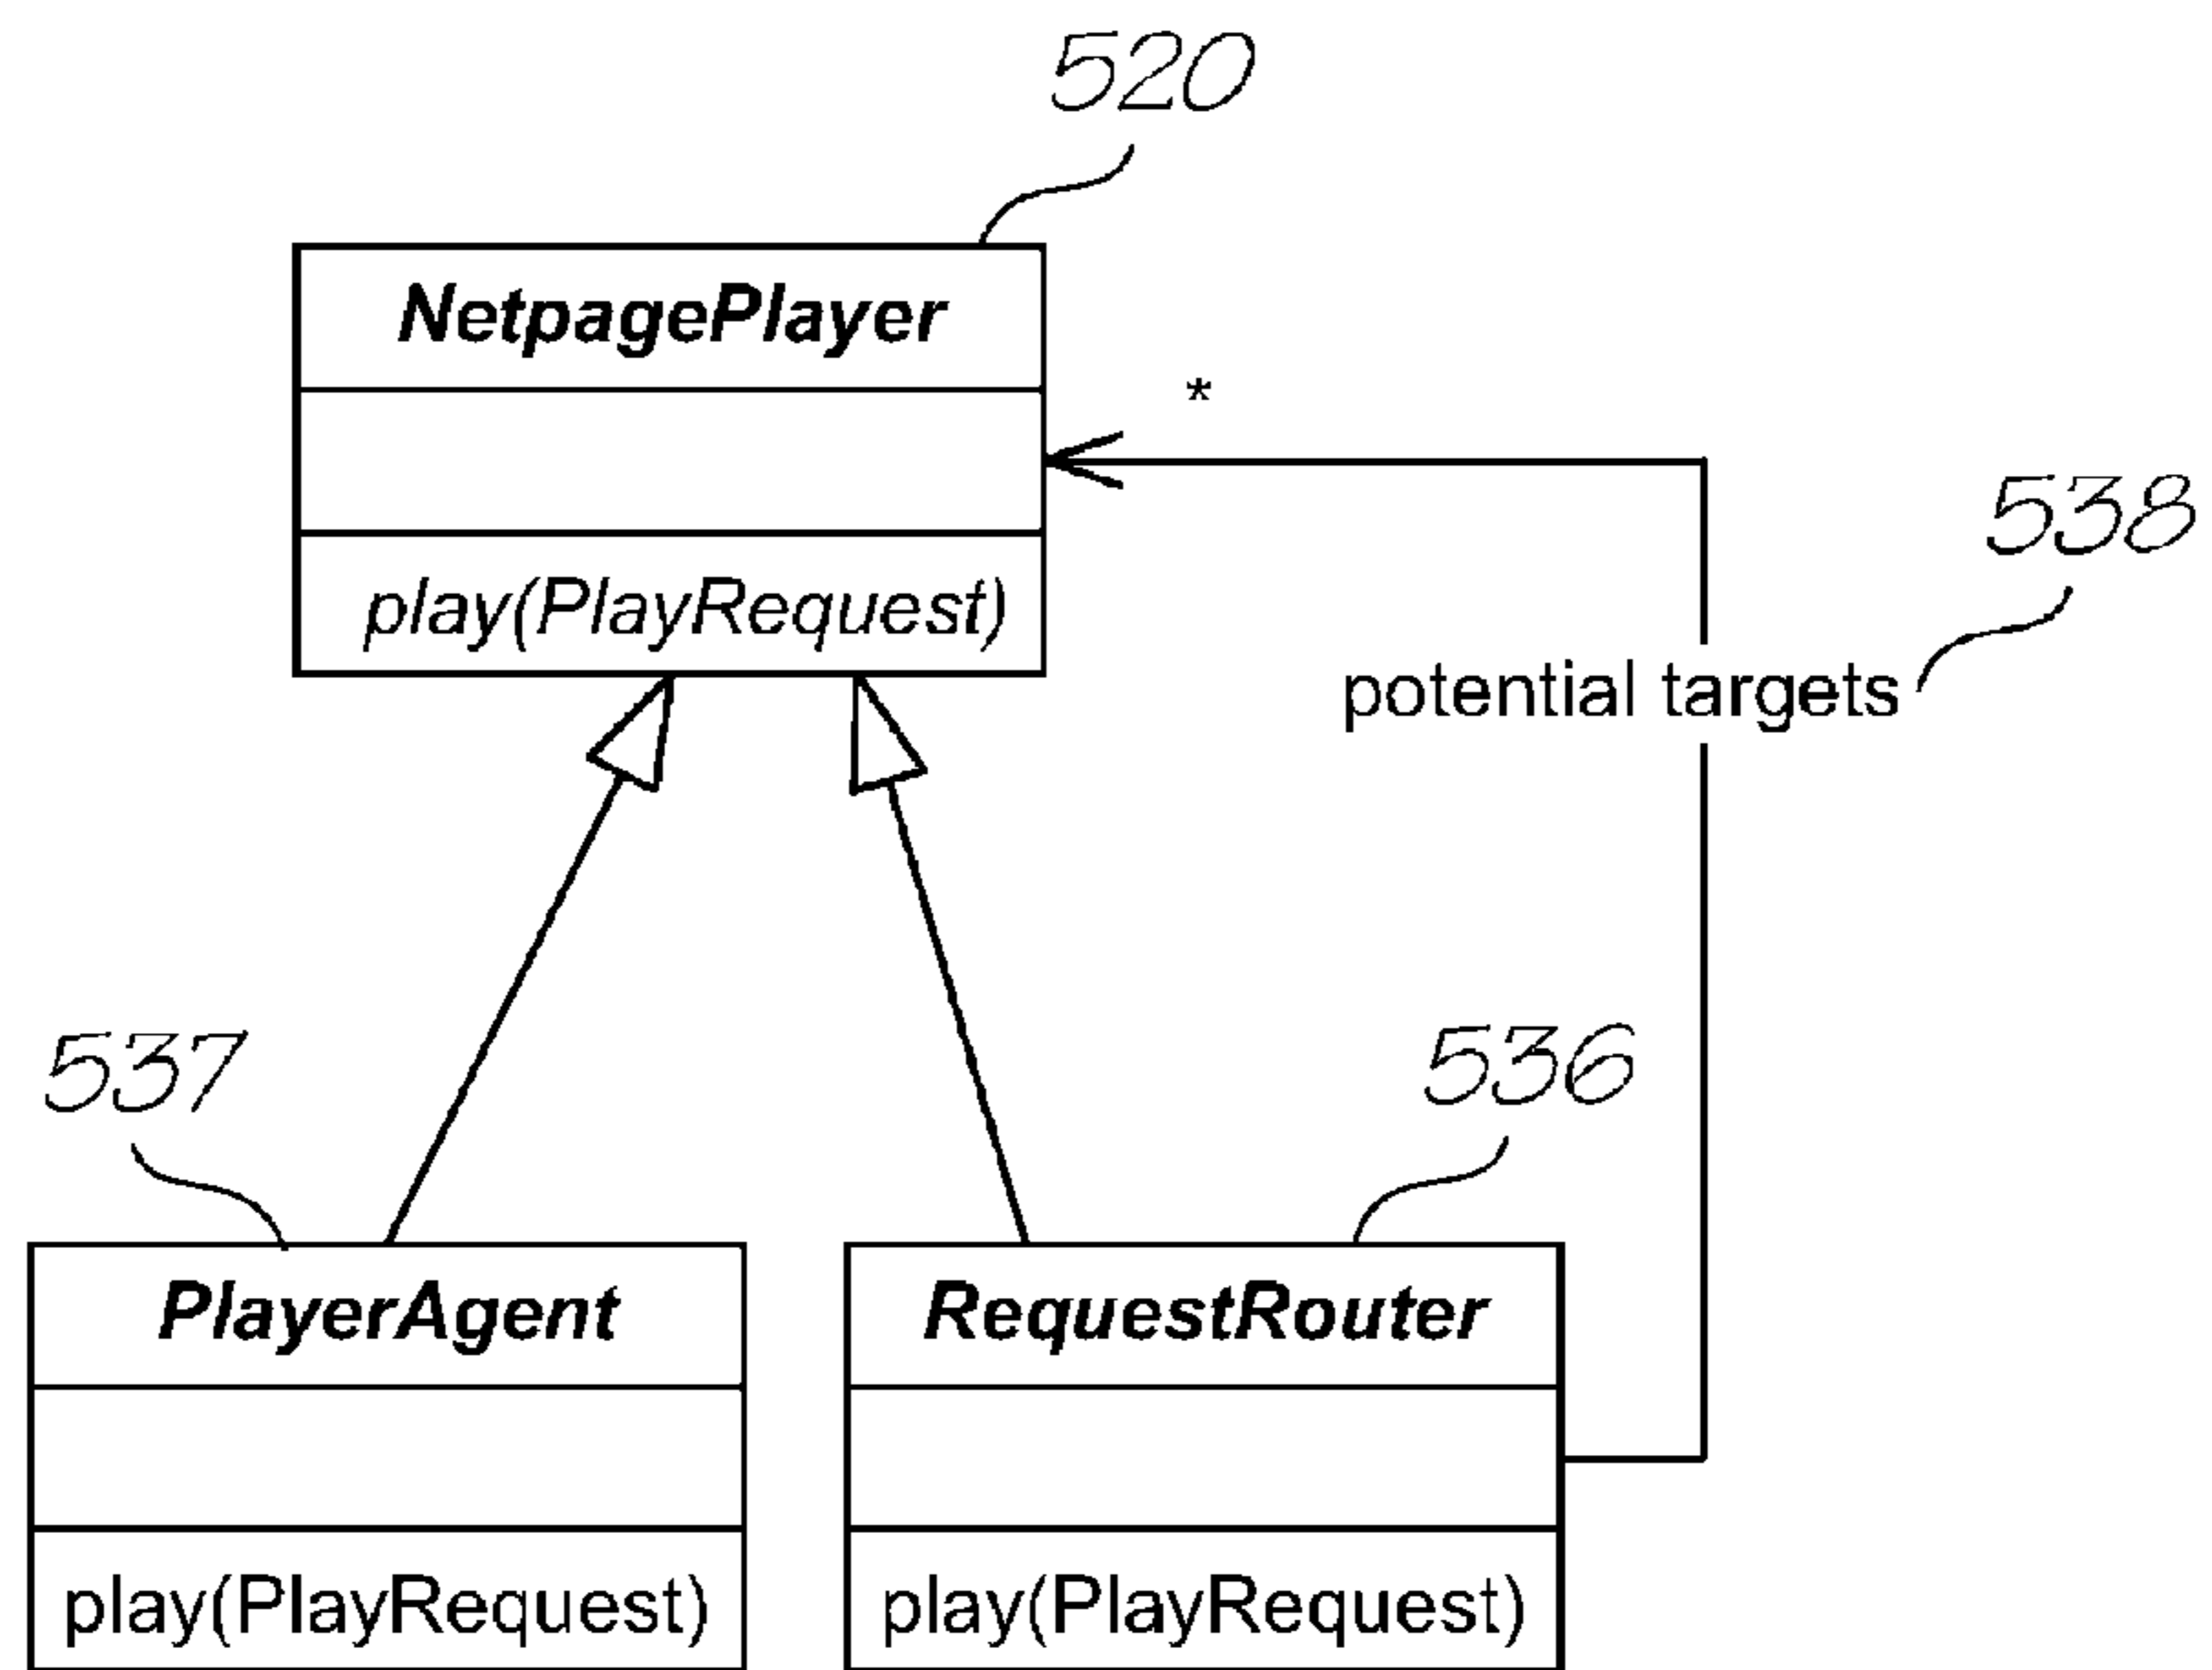 520
NetpagePlayer
*
play(PlayRequest)
538
potential targets
537
536
PlayerAgent
RequestRouter
play(PlayRequest)
play(PlayRequest)